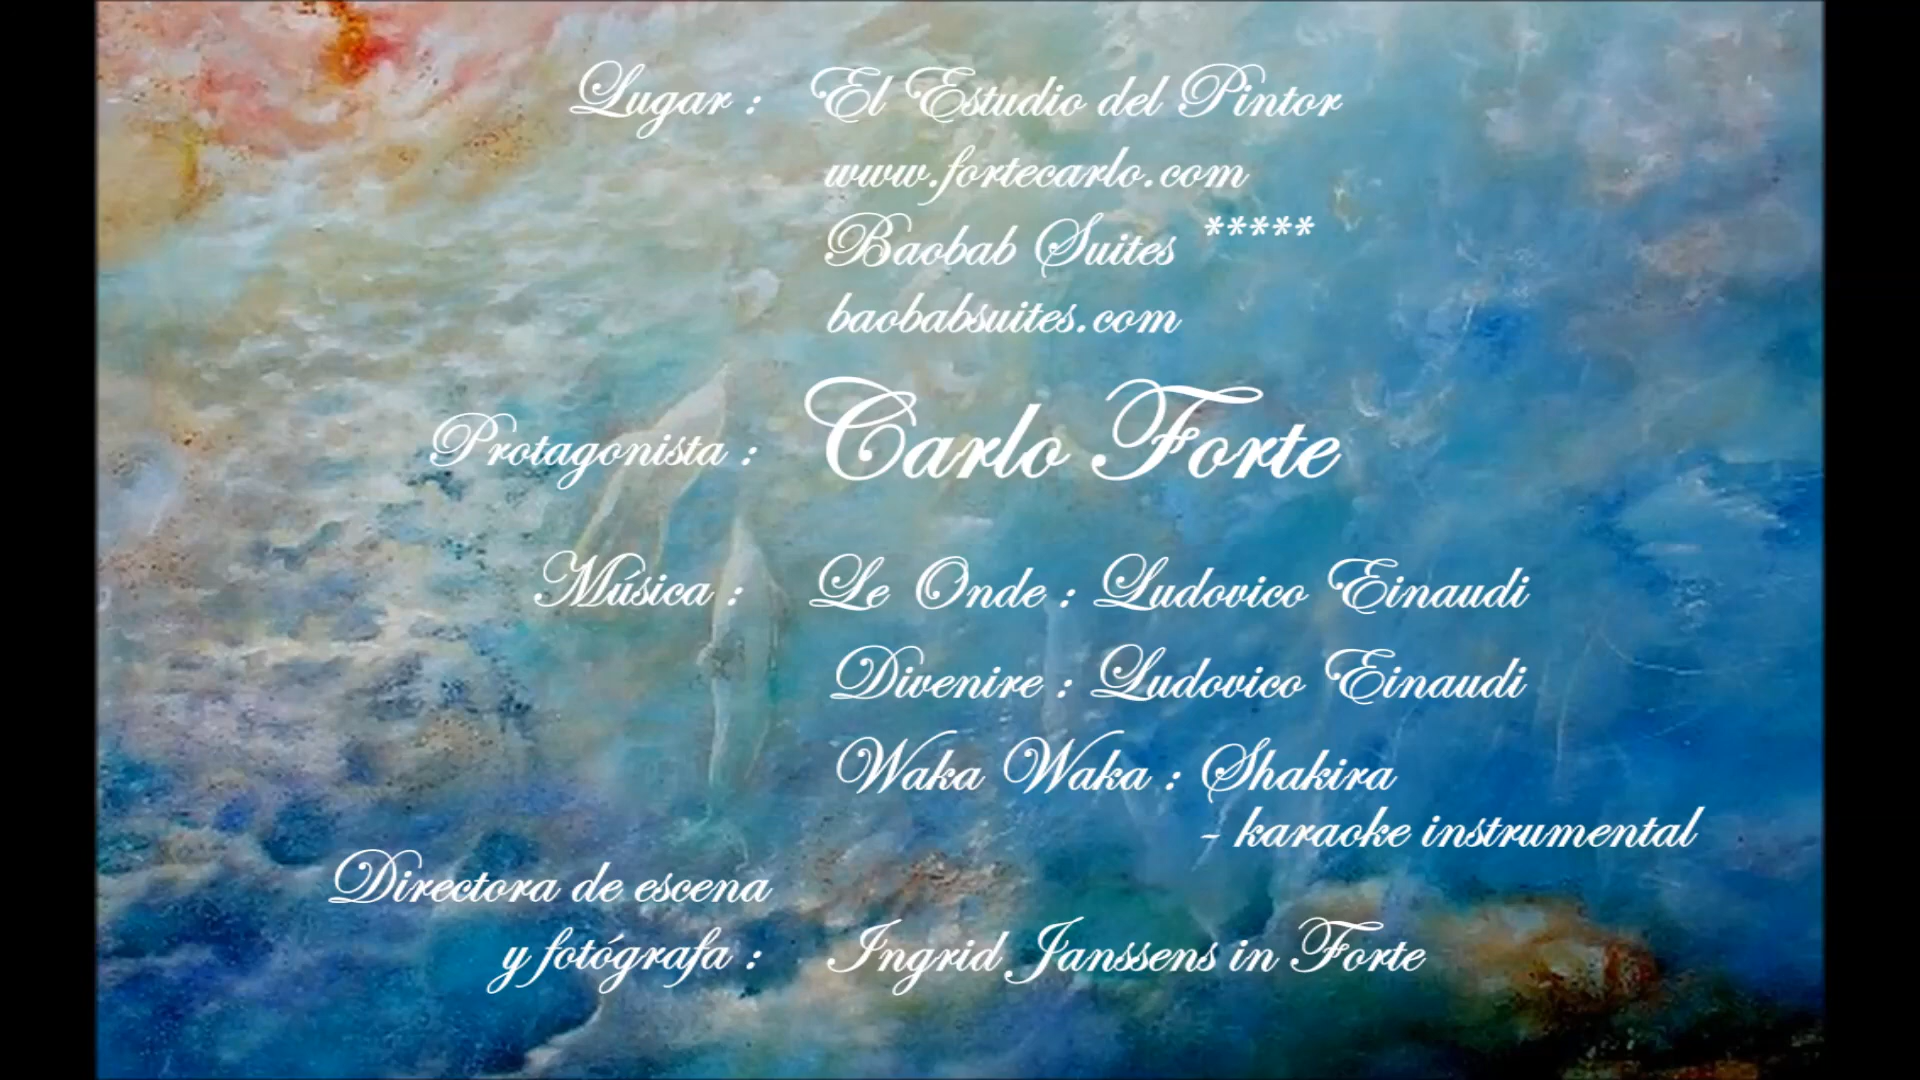 Lugar : El Estudio del Pintor
www.fortecarlo.com
Baobab Suites *****
baobabsuites.com
Protagonista : Carlo Forte
Música : Le Onde : Ludovico Einaudi
Divenire : Ludovico Einaudi
Waka Waka : Shakira
- karaoke instrumental
Directora de escena
y fotógrafa : Ingrid Janssens in Forte